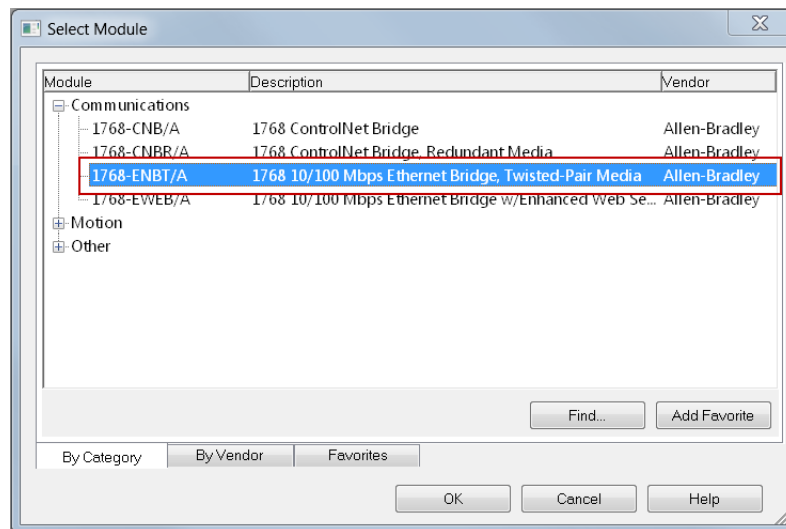 Select Module
Module Description Vendor
Communications
1768-CNB/A 1768 ControlNet Bridge Allen-Bradley
1768-CNBR/A 1768 ControlNet Bridge, Redundant Media Allen-Bradley
1768-ENBT/A 1768 10/100 Mbps Ethernet Bridge, Twisted-Pair Media Allen-Bradley
1768-EWEB/A 1768 10/100 Mbps Ethernet Bridge w/Enhanced Web Se... Allen-Bradley
Motion
Other
Find... Add Favorite
By Category By Vendor Favorites
OK Cancel Help